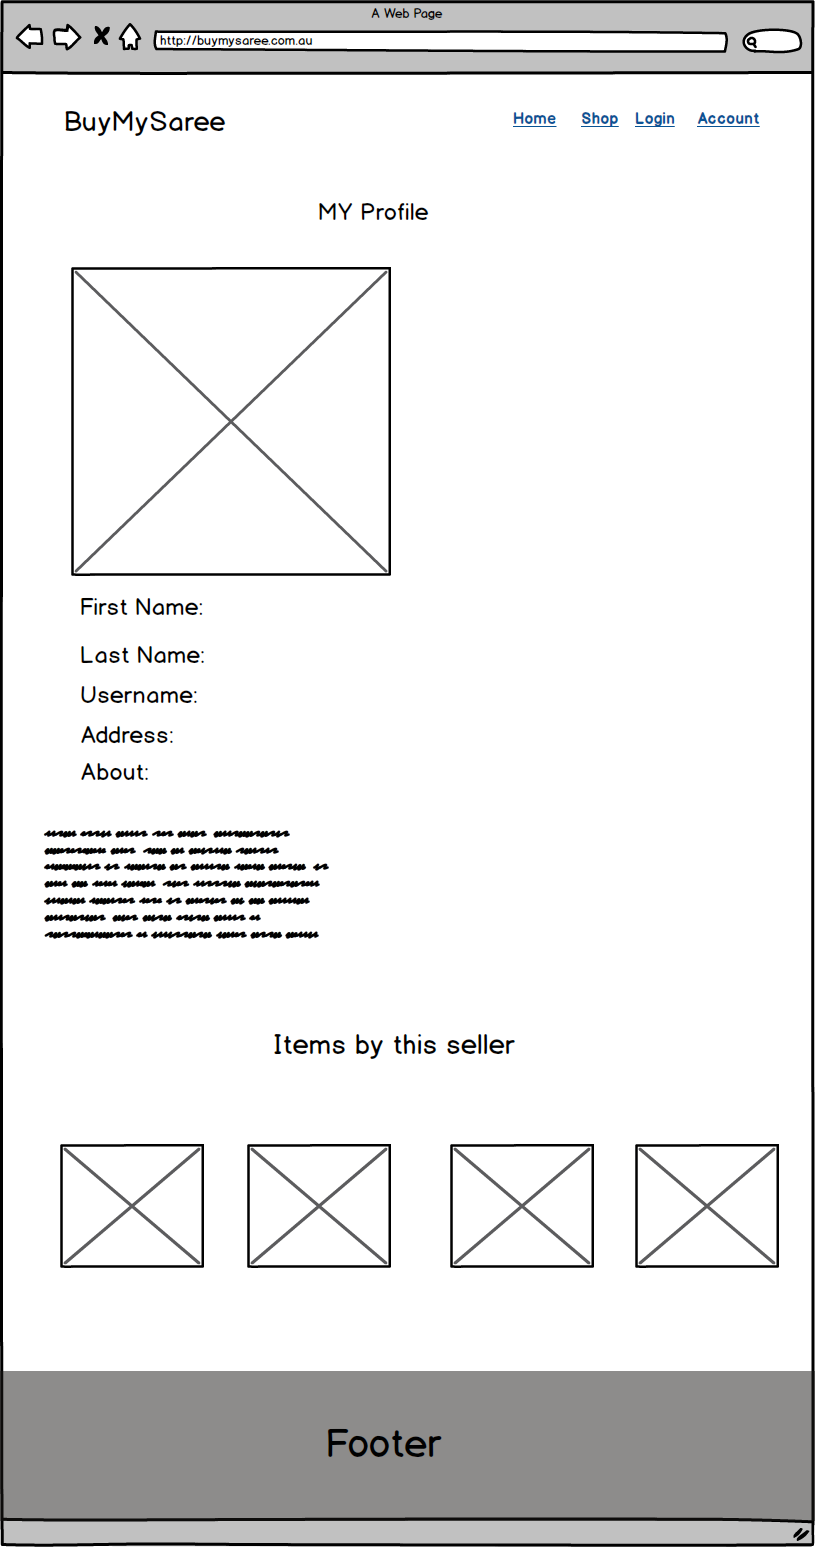 A Web Page
http://buymysaree.com.au
BuyMySaree Home Shop Login Account
MY Profile
First Name:
Last Name:
Username:
Address:
About:
Items by this seller
Footer